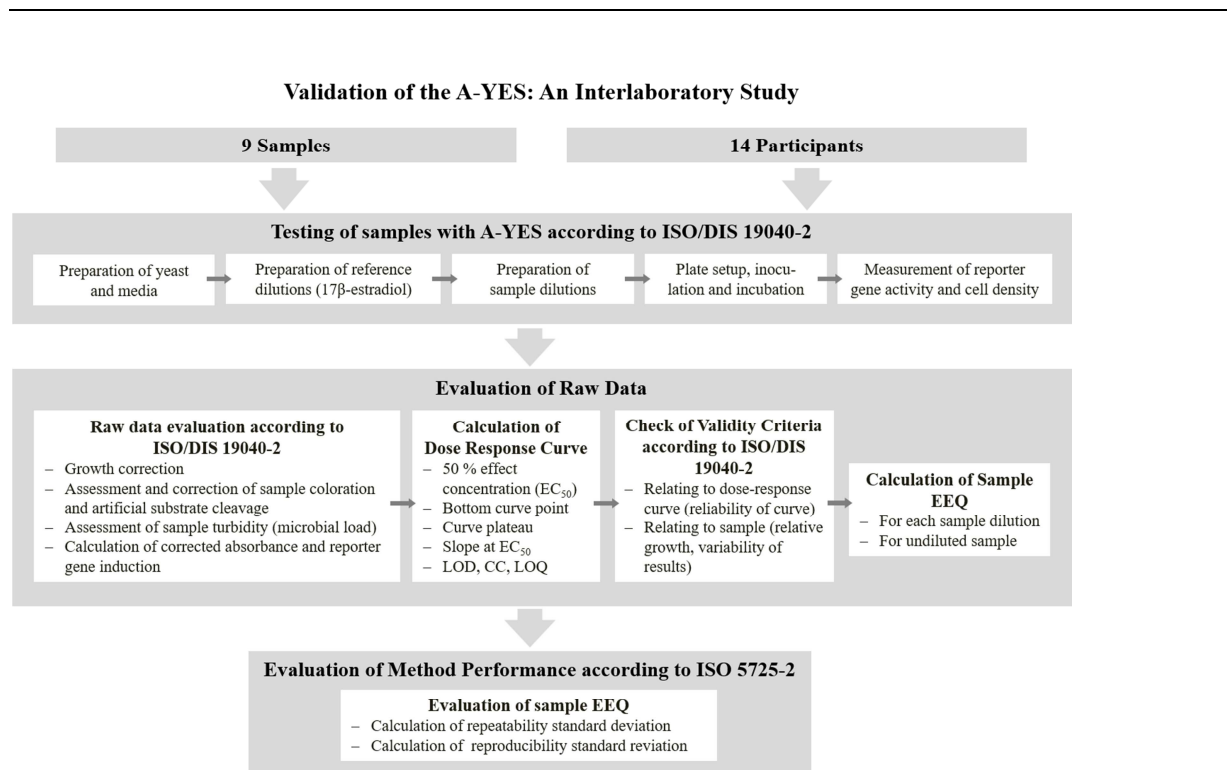 Validation of the A-YES: An Interlaboratory Study
9 Samples
14 Participants
Testing of samples with A-YES according to ISO/DIS 19040-2
Preparation of yeast
and media
Preparation of reference
dilutions (17β-estradiol)
Preparation of
sample dilutions
Plate setup, inocu-
lation and incubation
Measurement of reporter
gene activity and cell density
Evaluation of Raw Data
Raw data evaluation according to
ISO/DIS 19040-2
– Growth correction
– Assessment and correction of sample coloration
and artificial substrate cleavage
– Assessment of sample turbidity (microbial load)
– Calculation of corrected absorbance and reporter
gene induction
Calculation of
Dose Response Curve
– 50 % effect
concentration (EC50)
– Bottom curve point
– Curve plateau
– Slope at EC50
– LOD, CC, LOQ
Check of Validity Criteria
according to ISO/DIS
19040-2
– Relating to dose-response
curve (reliability of curve)
– Relating to sample (relative
growth, variability of
results)
Calculation of Sample
EEQ
– For each sample dilution
– For undiluted sample
Evaluation of Method Performance according to ISO 5725-2
Evaluation of sample EEQ
– Calculation of repeatability standard deviation
– Calculation of reproducibility standard reviation